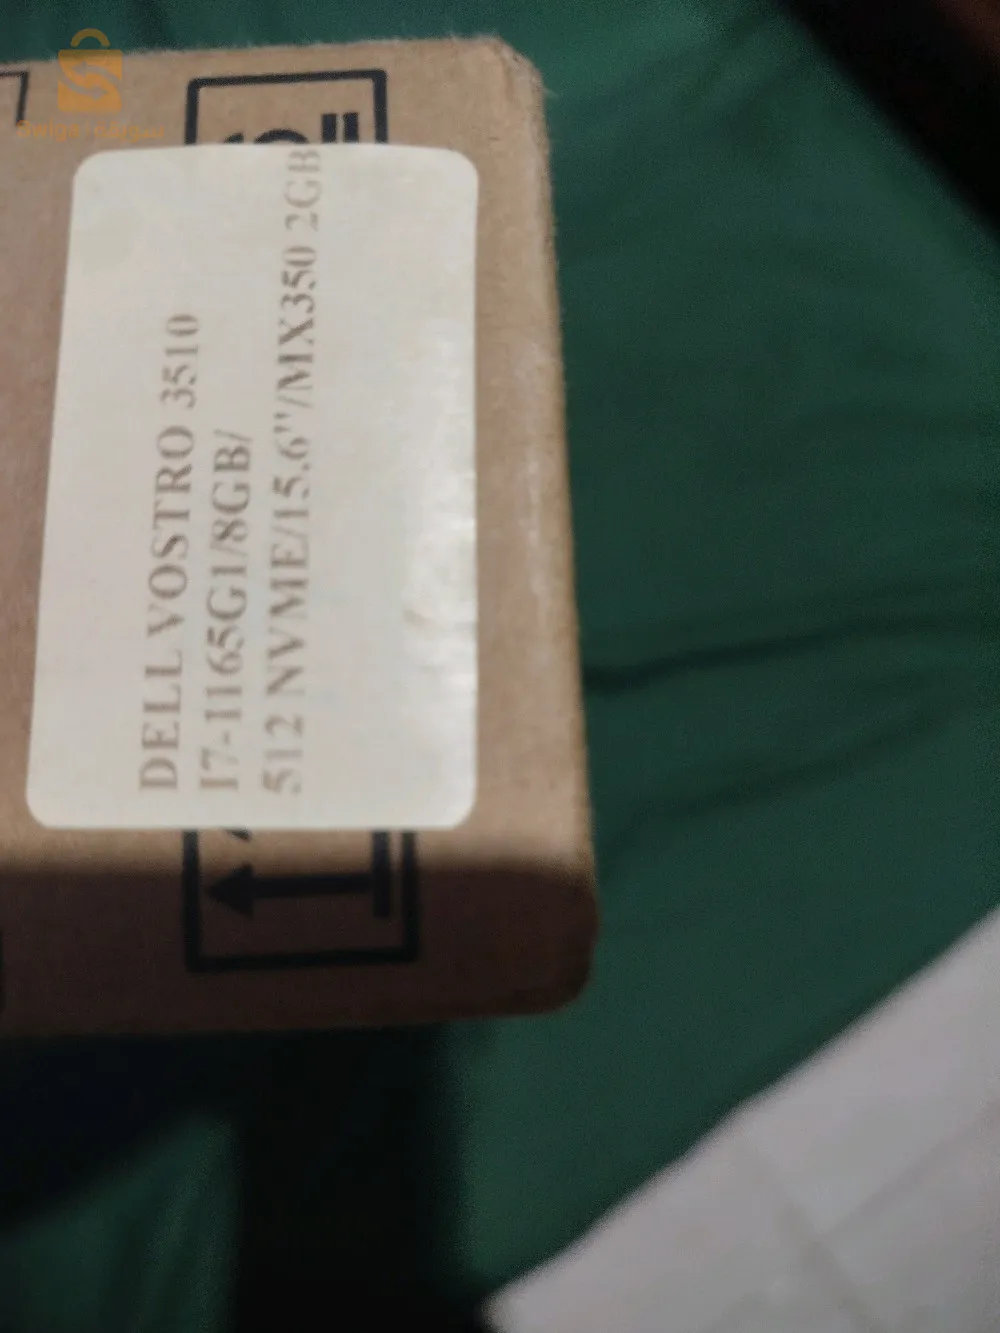 DELL VOSTRO 3510
I7-1165G1/8GB/
512 NVME/15.6"/MX350 2GB